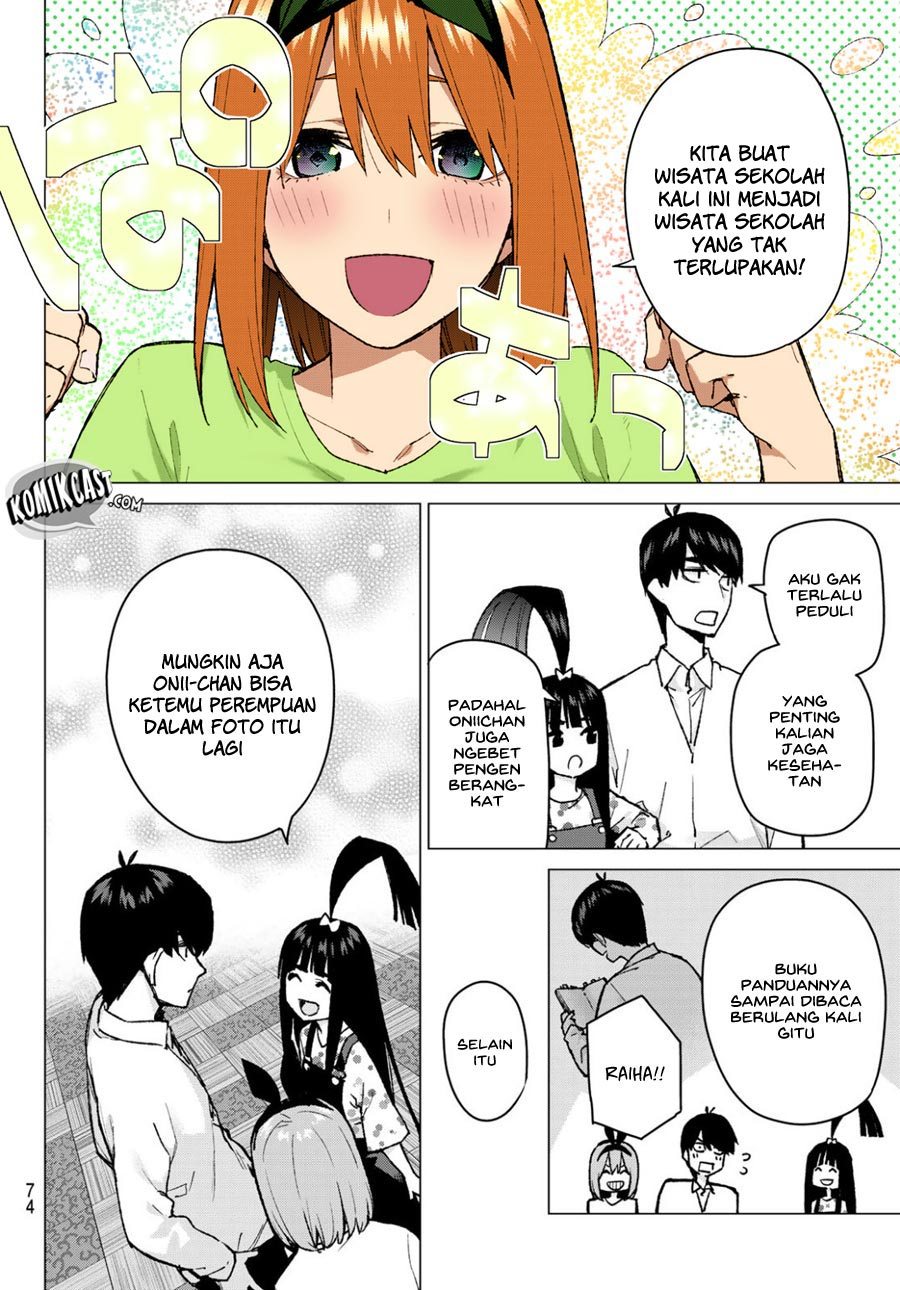 KITA BUAT
WISATA SEKOLAH
KALI INI MENJADI
WISATA SEKOLAH
YANG TAK
TERLUPAKAN!
ぱあっ
KOMIKCAST.COM
AKU GAK
TERLALU
PEDULI
YANG
PENTING
KALIAN
JAGA
KESEHA-
TAN
PADAHAL
ONIICHAN
JUGA
NGEBET
PENGEN
BERANG-
KAT
BUKU
PANDUANNYA
SAMPAI DIBACA
BERULANG KALI
GITU
RAIHA!!
SELAIN
ITU
MUNGKIN AJA
ONII-CHAN BISA
KETEMU PEREMPUAN
DALAM FOTO ITU
LAGI
74